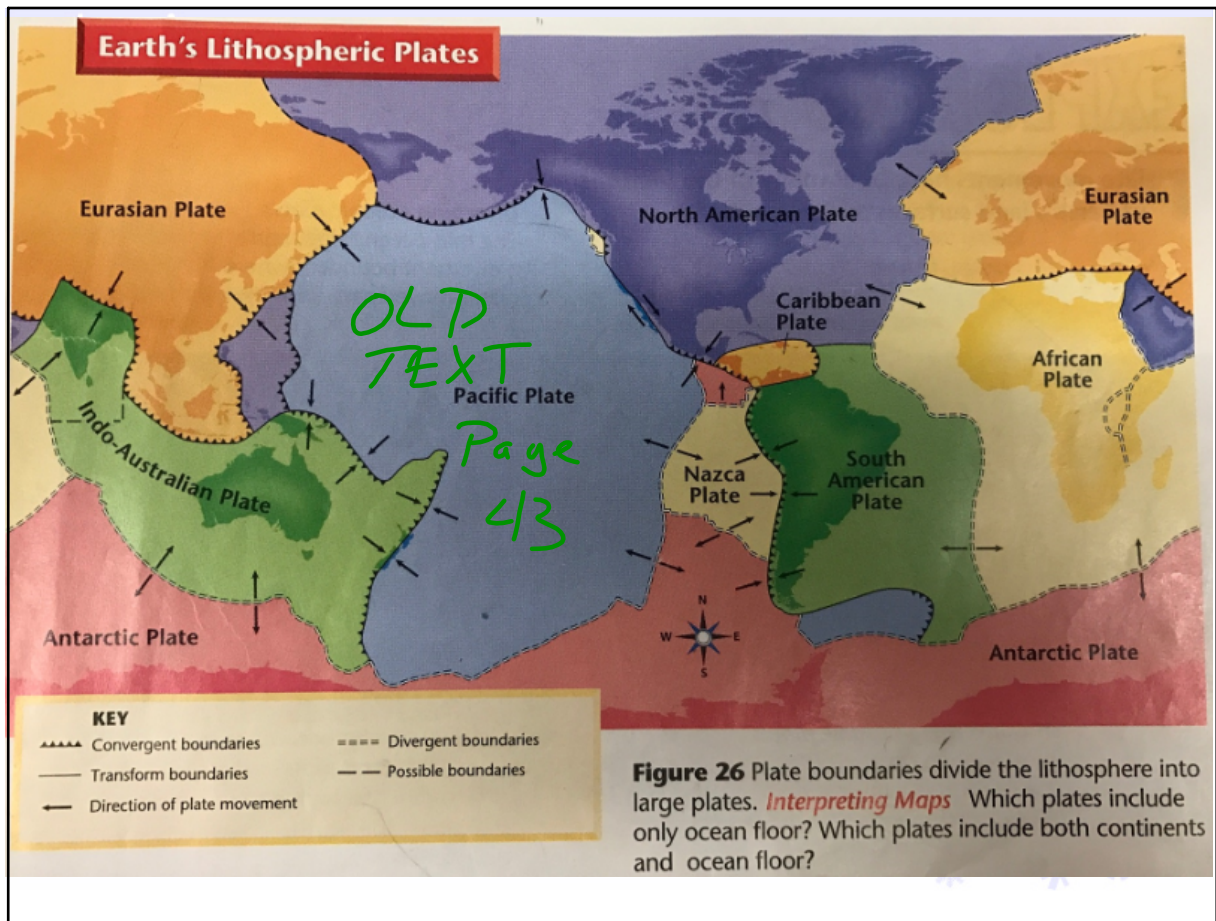 Earth's Lithospheric Plates
Eurasian Plate
North American Plate
Eurasian
Plate
Caribbean
Plate
African
Plate
OLD
TEXT
Pacific Plate
Page
43
Indo-Australian Plate
Nazca
Plate
South
American
Plate
Antarctic Plate
N
W E
S
Antarctic Plate
KEY
Convergent boundaries
Divergent boundaries
Transform boundaries
Possible boundaries
Direction of plate movement
Figure 26 Plate boundaries divide the lithosphere into
large plates. Interpreting Maps Which plates include
only ocean floor? Which plates include both continents
and ocean floor?